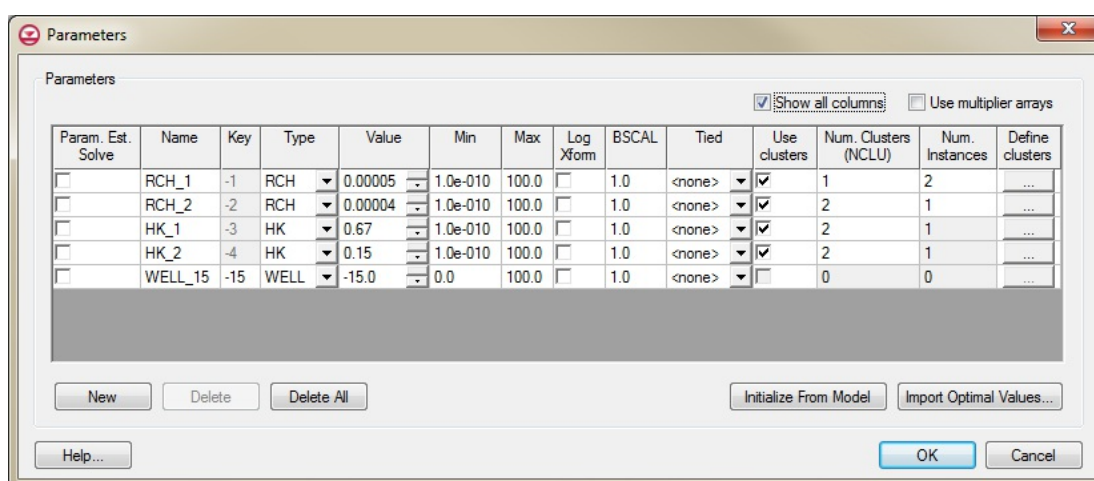 Parameters
Parameters
Show all columns Use multiplier arrays
Param. Est. Solve Name Key Type Value Min Max Log Xform BSCAL Tied Use clusters Num. Clusters (NCLU) Num. Instances Define clusters
RCH_1 -1 RCH 0.00005 1.0e-010 100.0 1.0 <none> 1 2 ...
RCH_2 -2 RCH 0.00004 1.0e-010 100.0 1.0 <none> 2 1 ...
HK_1 -3 HK 0.67 1.0e-010 100.0 1.0 <none> 2 1 ...
HK_2 -4 HK 0.15 1.0e-010 100.0 1.0 <none> 2 1 ...
WELL_15 -15 WELL -15.0 0.0 100.0 1.0 <none> 0 0 ...
New Delete Delete All Initialize From Model Import Optimal Values...
Help... OK Cancel